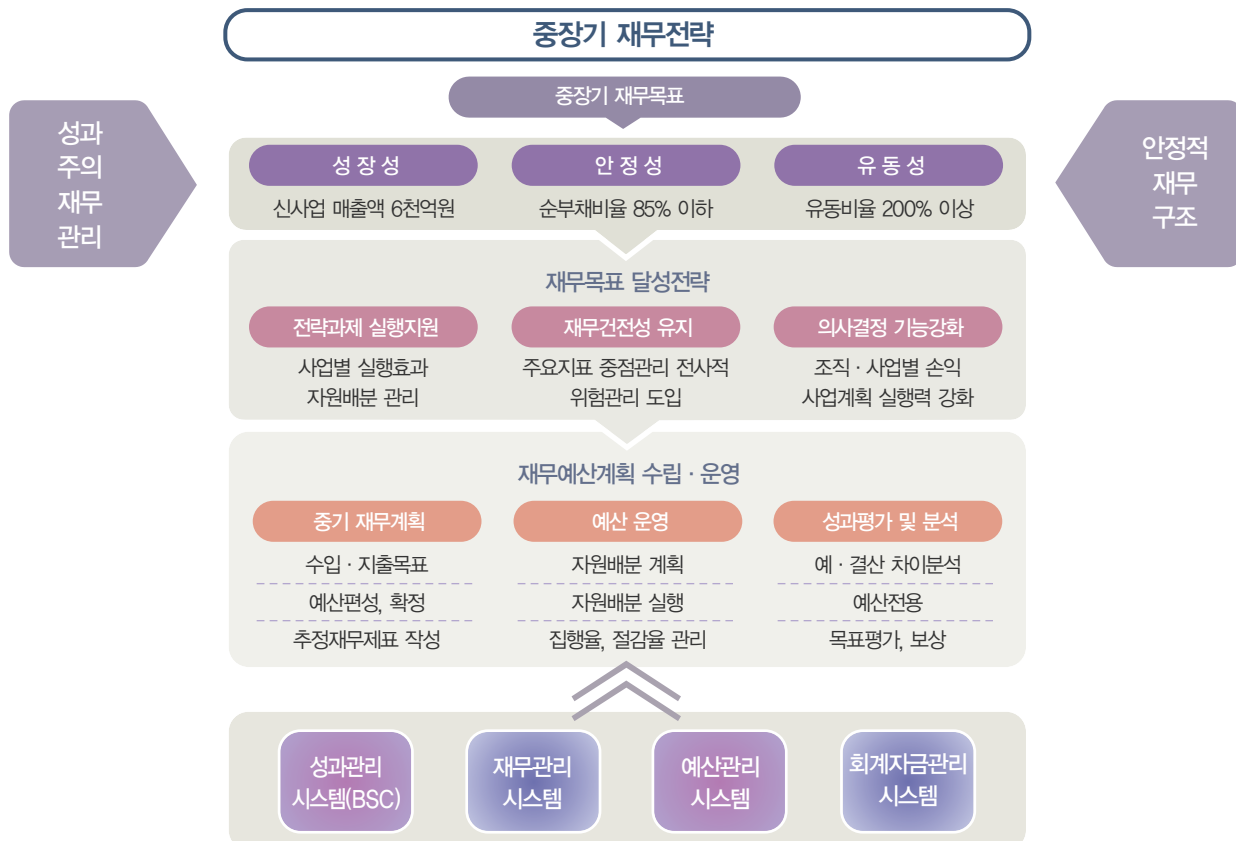 중장기 재무전략
중장기 재무목표
성과
주의
재무
관리
안정적
재무
구조
성 장 성
안 정 성
유 동 성
신사업 매출액 6천억원
순부채비율 85% 이하
유동비율 200% 이상
재무목표 달성전략
전략과제 실행지원
재무건전성 유지
의사결정 기능강화
사업별 실행효과
자원배분 관리
주요지표 중점관리 전사적
위험관리 도입
조직 · 사업별 손익
사업계획 실행력 강화
재무예산계획 수립 · 운영
중기 재무계획
예산 운영
성과평가 및 분석
수입 · 지출목표
자원배분 계획
예 · 결산 차이분석
예산편성, 확정
자원배분 실행
예산전용
추정재무제표 작성
집행율, 절감율 관리
목표평가, 보상
성과관리
시스템(BSC)
재무관리
시스템
예산관리
시스템
회계자금관리
시스템